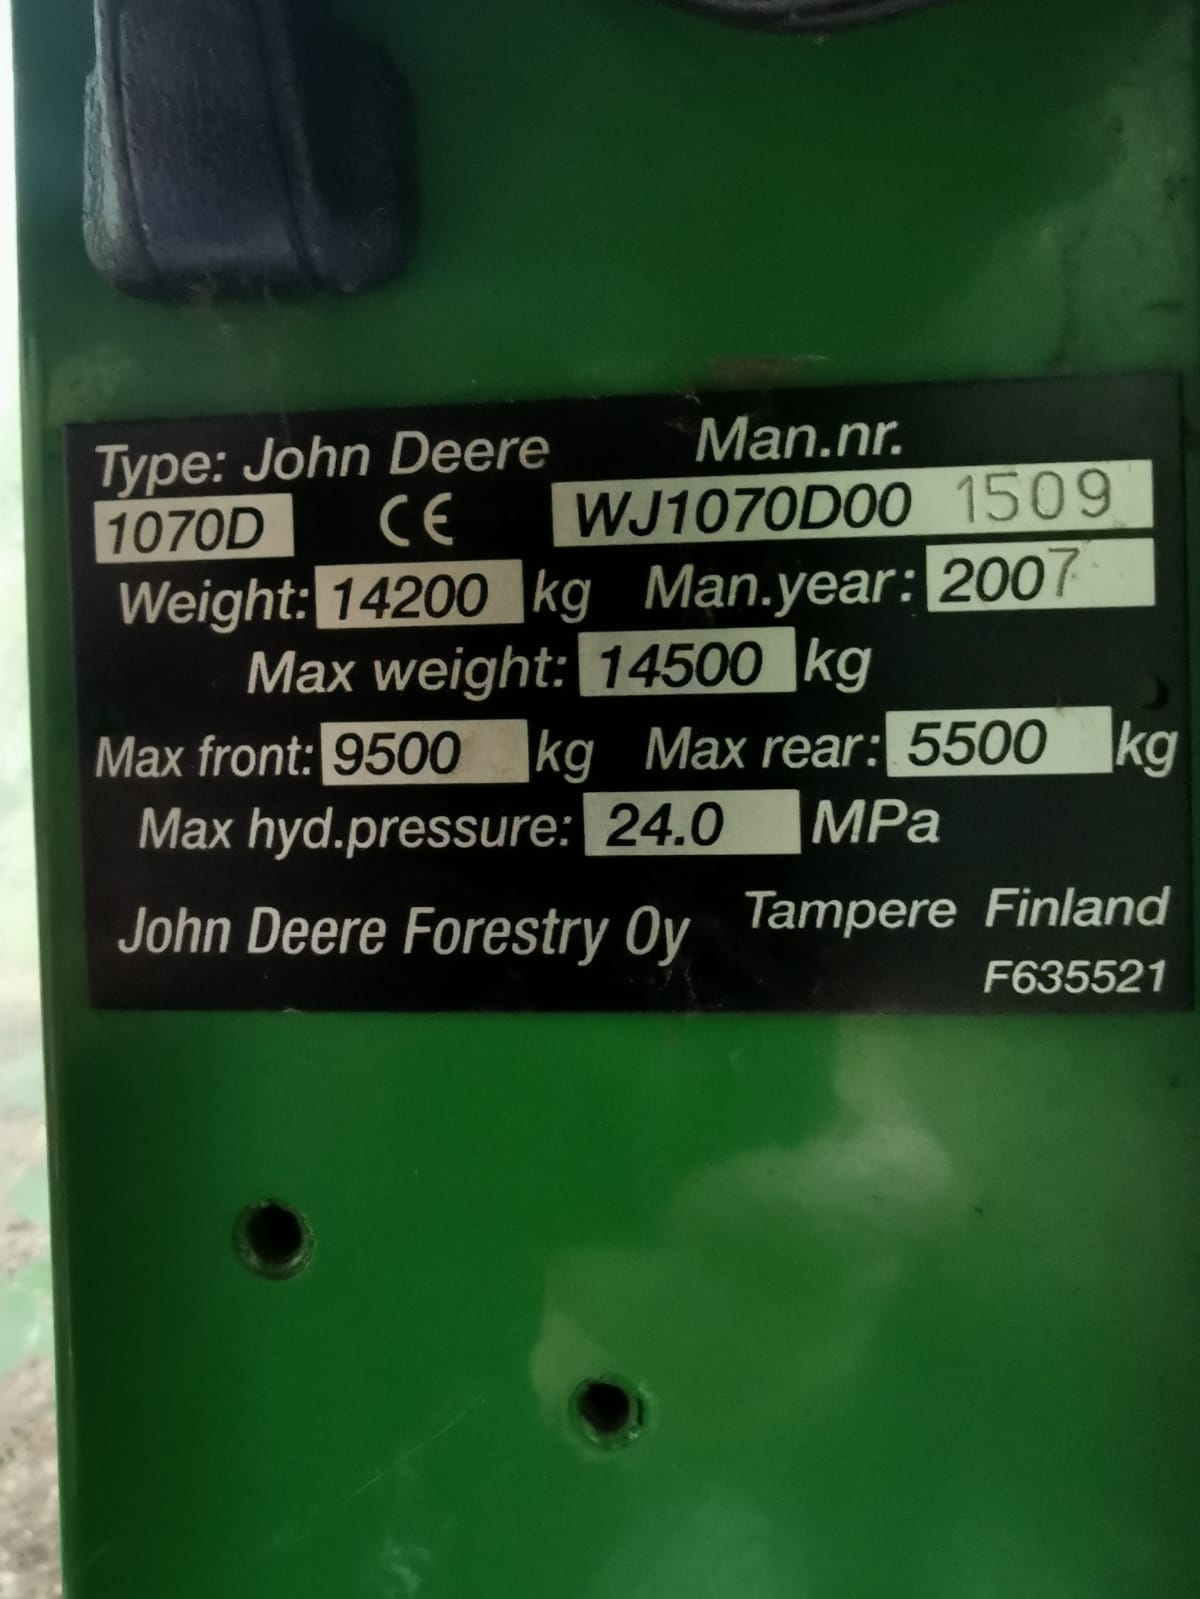 Type: John Deere Man.nr.
1070D CE WJ1070D00 1509
Weight: 14200 kg Man.year: 2007
Max weight: 14500 kg
Max front: 9500 kg Max rear: 5500 kg
Max hyd.pressure: 24.0 MPa
John Deere Forestry Oy Tampere Finland
F635521